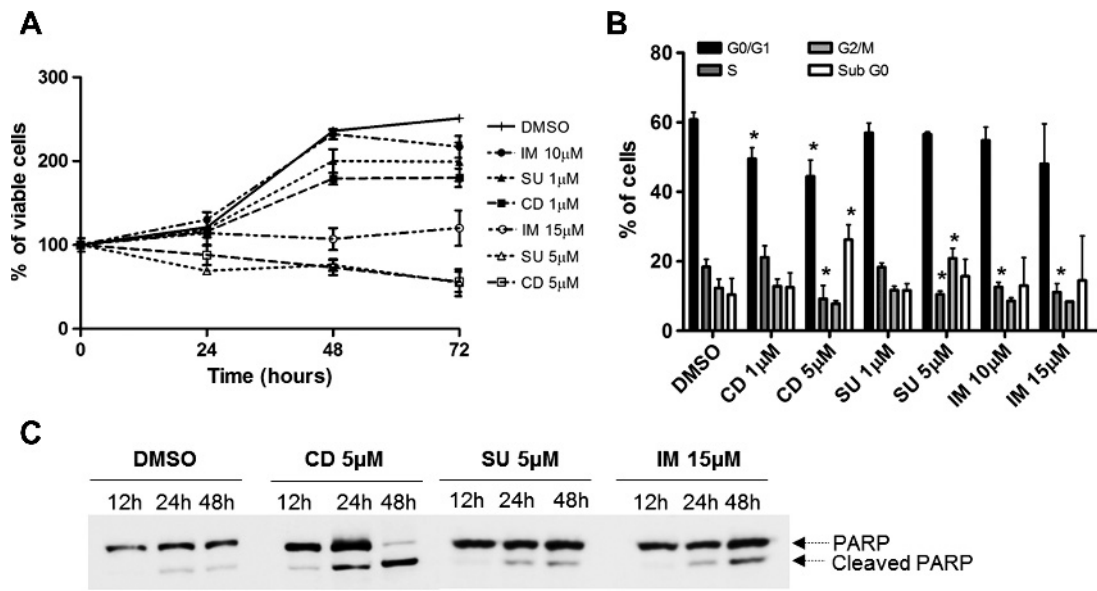 A
% of viable cells
300
200
100
0
0 24 48 72
Time (hours)
DMSO
IM 10µM
SU 1µM
CD 1µM
IM 15µM
SU 5µM
CD 5µM
B
% of cells
80
60
40
20
0
G0/G1 G2/M
S Sub G0
* * * * * * * *
DMSO CD 1µM CD 5µM SU 1µM SU 5µM IM 10µM IM 15µM
C
DMSO CD 5µM SU 5µM IM 15µM
12h 24h 48h 12h 24h 48h 12h 24h 48h 12h 24h 48h
PARP
Cleaved PARP